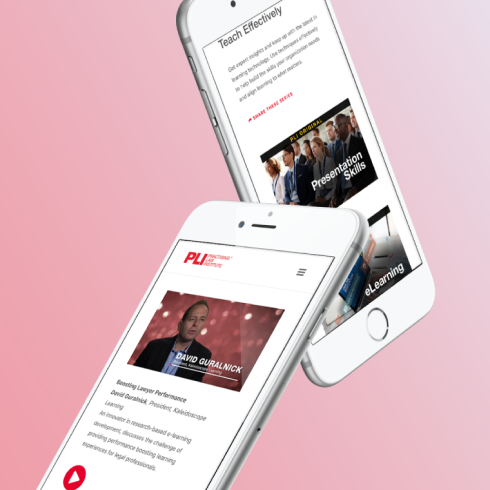 Teach Effectively
Get expert insights and keep up with the latest in
learning technology. Use techniques effectively
to help build the skills your organization needs
and align learning to what matters.
SHARE THESE SERIES
PLI ORIGINAL
Presentation
Skills
eLearning
PLI PRACTISING
LAW
INSTITUTE
DAVID GURALNICK
President, Kaleidoscope Learning
Boosting Lawyer Performance
David Guralnick, President, Kaleidoscope
Learning
An innovator in research-based e-learning
development, discusses the challenge of
providing performance boosting learning
experiences for legal professionals.